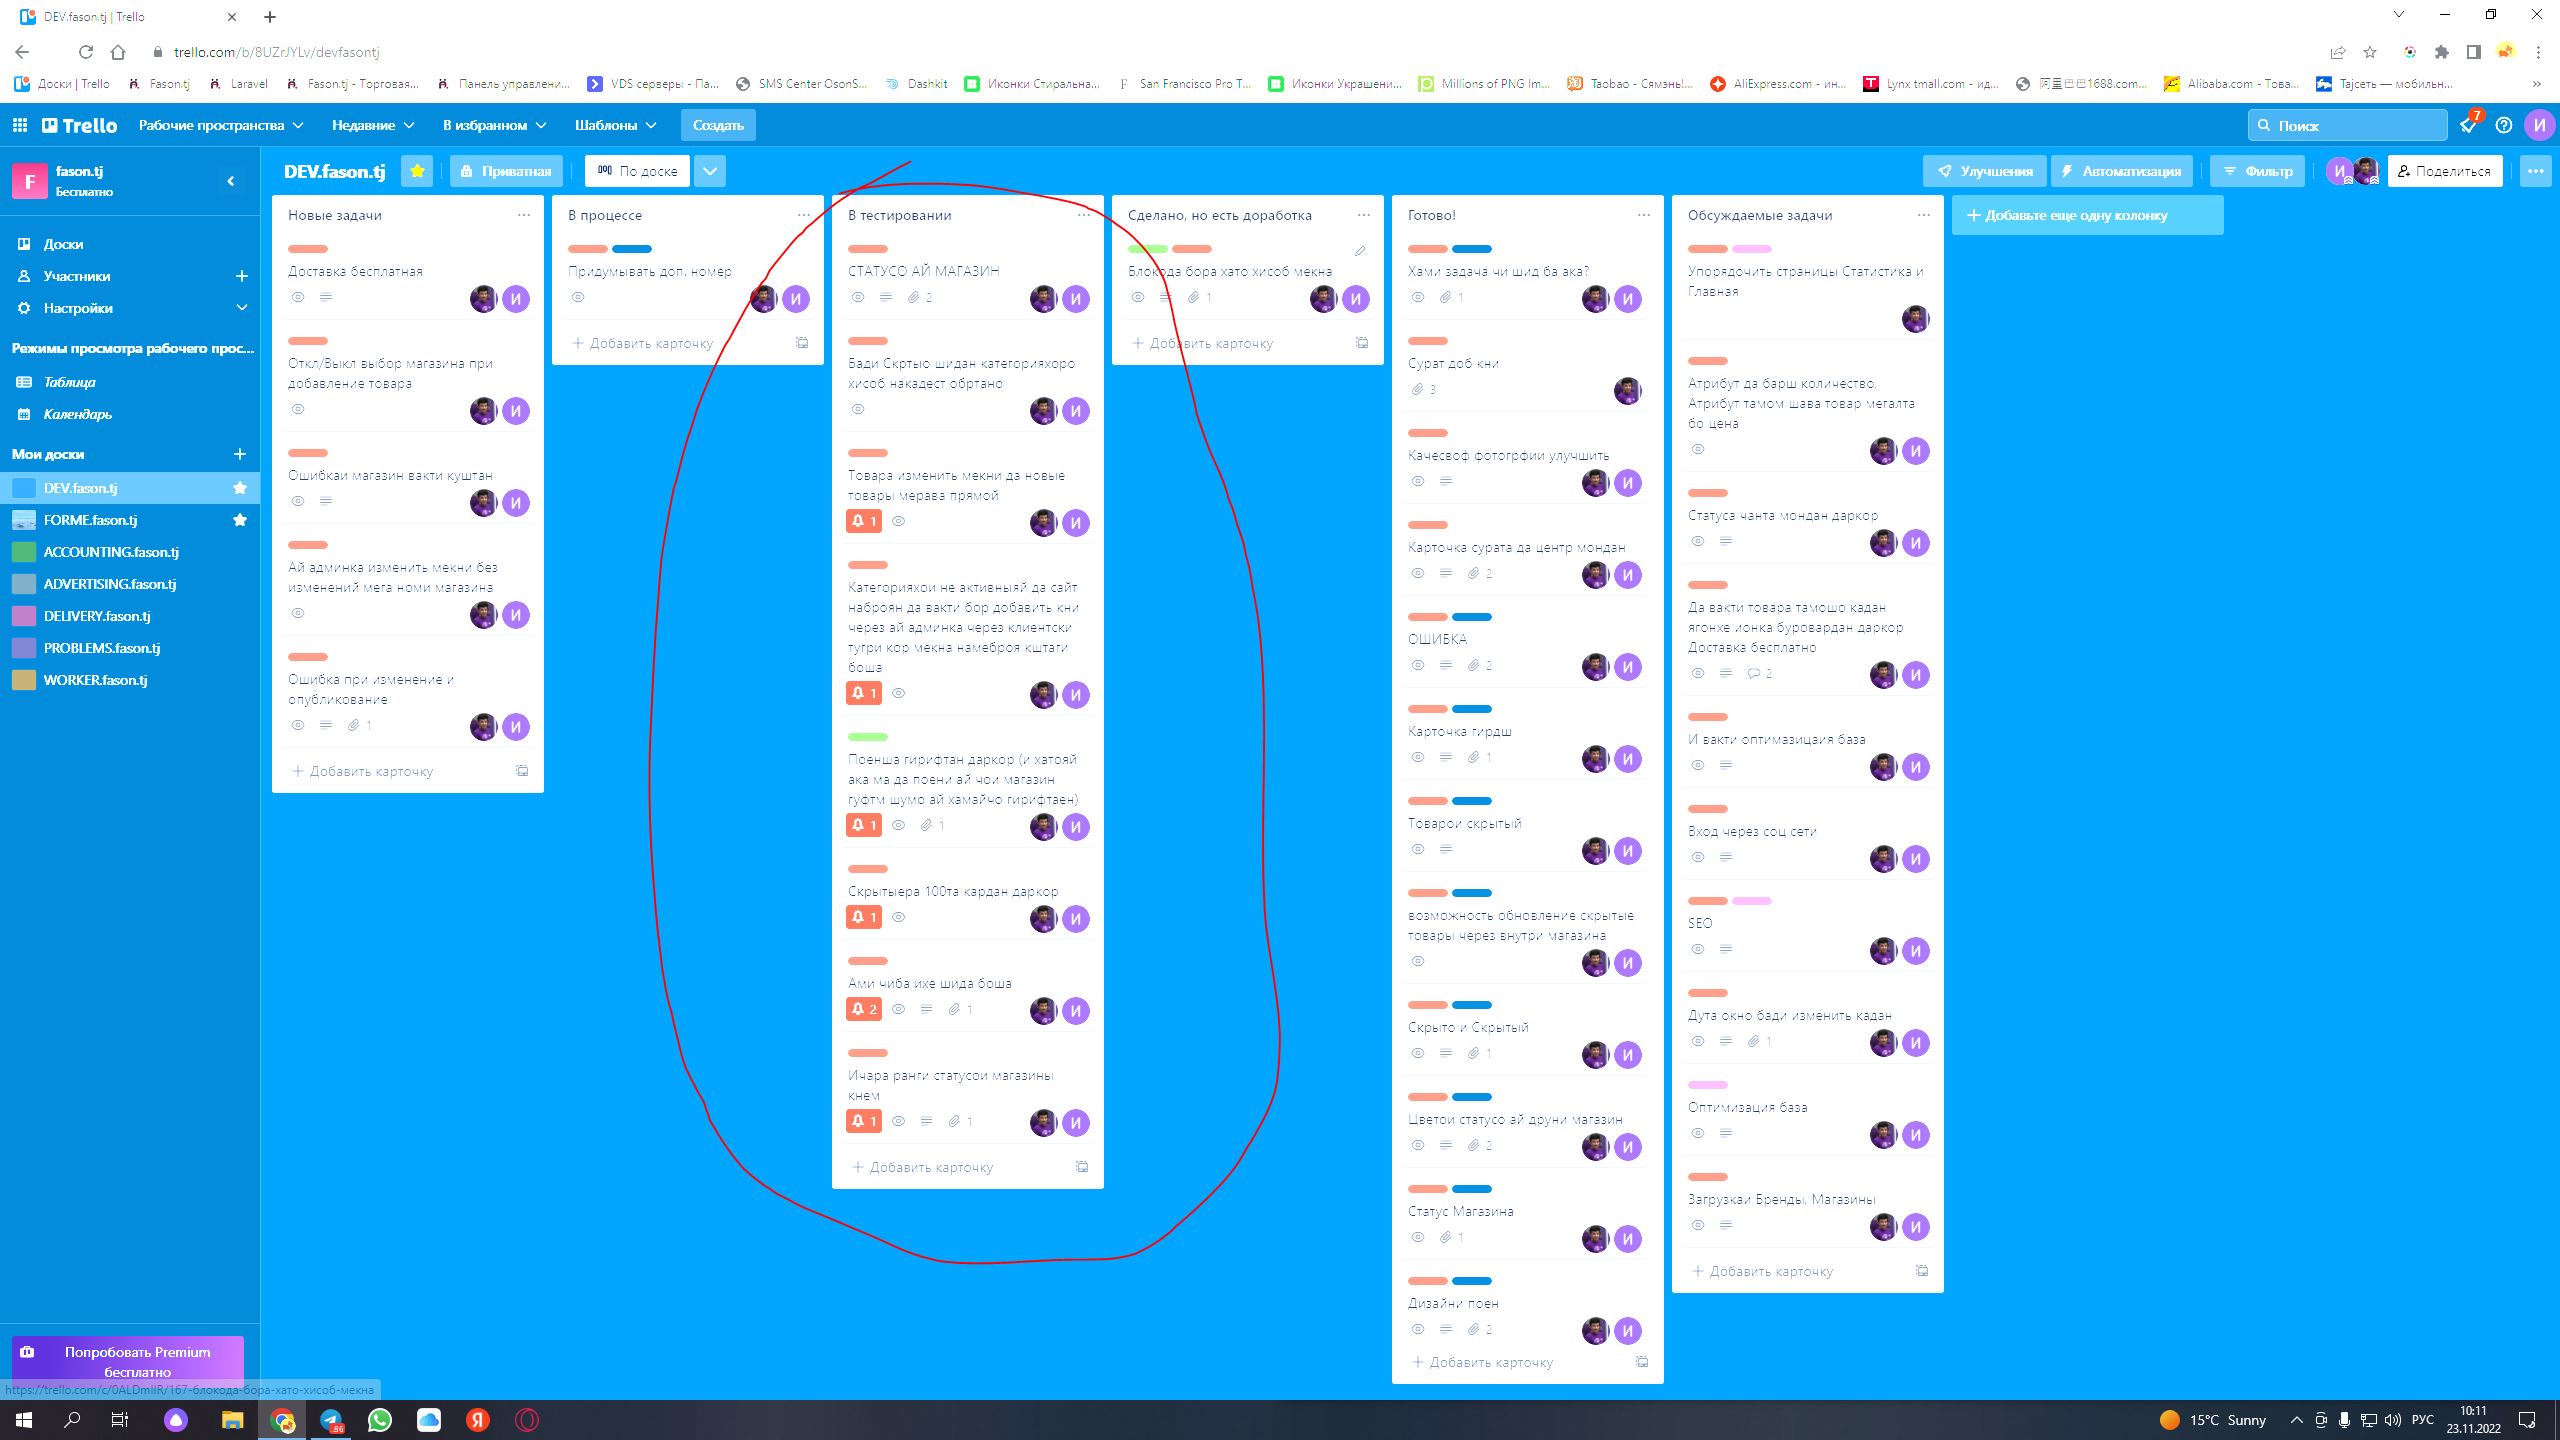 DEV.fason.tj | Trello
trello.com/b/8UZrJYLv/devfasontj
Доски | Trello
Fason.tj
Laravel
Fason.tj - Торговая...
Панель управлени...
VDS серверы - Па...
SMS Center OsonS...
Dashkit
Иконки Стиральна...
San Francisco Pro T...
Иконки Украшени...
Millions of PNG Im...
Taobao - Сямэнь!...
AliExpress.com - ин...
Lynx tmall.com - ид...
阿里巴巴1688.com...
Alibaba.com - Това...
Tajсеть — мобильн...
»
Trello
Рабочие пространства
Недавние
В избранном
Шаблоны
Создать
Поиск
7
И
F
fason.tj
Бесплатно
DEV.fason.tj
Приватная
По доске
Улучшения
Автоматизация
Фильтр
И
Поделиться
Доски
Участники
Настройки
Режимы просмотра рабочего прос...
Таблица
Календарь
Мои доски
DEV.fason.tj
FORME.fason.tj
ACCOUNTING.fason.tj
ADVERTISING.fason.tj
DELIVERY.fason.tj
PROBLEMS.fason.tj
WORKER.fason.tj
Попробовать Premium
бесплатно
Новые задачи
Доставка бесплатная
И
Откл/Выкл выбор магазина при
добавление товара
И
Ошибкаи магазин вакти куштан
И
Ай админка изменить мекни без
изменений мега номи магазина
И
Ошибка при изменение и
опубликование
1
И
+ Добавить карточку
В процессе
Придумывать доп. номер
И
+ Добавить карточку
В тестировании
СТАТУСО АЙ МАГАЗИН
2
И
Бади Скртыо шидан категорияхоро
хисоб накадест обртано
И
Товара изменить мекни да новые
товары мерава прямой
1
И
Категорияхои не активныяй да сайт
наброян да вакти бор добавить кни
через ай админка через клиентски
тугри кор мекна намеброя кштаги
боша
1
И
Поенша гирифтан даркор (и хатояй
ака ма да поени ай чои магазин
гуфтм шумо ай хамайчо гирифтаен)
1
1
И
Скрытыера 100та кардан даркор
1
И
Ами чиба ихе шида боша
2
1
И
Ичара ранги статусои магазины
кнем
1
1
И
+ Добавить карточку
Сделано, но есть доработка
Блокода бора хато хисоб мекна
1
И
+ Добавить карточку
Готово!
Хами задача чи шид ба ака?
1
И
Сурат доб кни
3
Качесвоф фотогрфии улучшить
И
Карточка сурата да центр мондан
2
И
ОШИБКА
2
И
Карточка гирдш
1
И
Товарои скрытый
И
возможность обновление скрытые
товары через внутри магазина
И
Скрыто и Скрытый
1
И
Цветои статусо ай друни магазин
2
И
Статус Магазина
1
И
Дизайни поен
2
И
+ Добавить карточку
Обсуждаемые задачи
Упорядочить страницы Статистика и
Главная
Атрибут да барш количество,
Атрибут тамом шава товар мегалта
бо цена
И
Статуса чанта мондан даркор
И
Да вакти товара тамошо кадан
ягонхе ионка буровардан даркор
Доставка бесплатно
2
И
И вакти оптимазицаия база
И
Вход через соц сети
И
SEO
И
Дута окно бади изменить кадан
1
И
Оптимизация база
И
Загрузкаи Бренды, Магазины
И
+ Добавить карточку
+ Добавьте еще одну колонку
https://trello.com/c/0ALDmIlR/167-блокода-бора-хато-хисоб-мекна
86
Я
15°C Sunny
РУС
10:11
23.11.2022